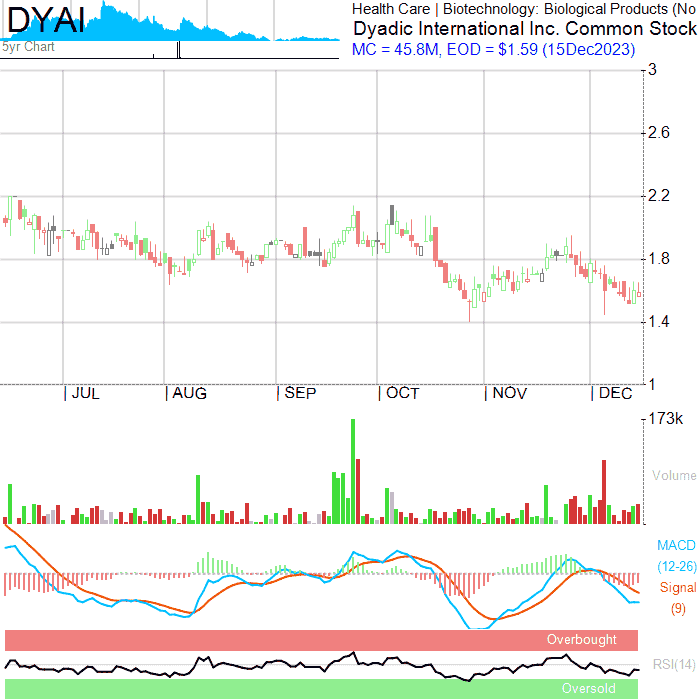 DYAI
5yr Chart
Health Care | Biotechnology: Biological Products (No
Dyadic International Inc. Common Stock
MC = 45.8M, EOD = $1.59 (15Dec2023)
3
2.6
2.2
1.8
1.4
1
| JUL | AUG | SEP | OCT | NOV | DEC
173k
Volume
MACD
(12-26)
Signal
(9)
Overbought
RSI(14)
Oversold